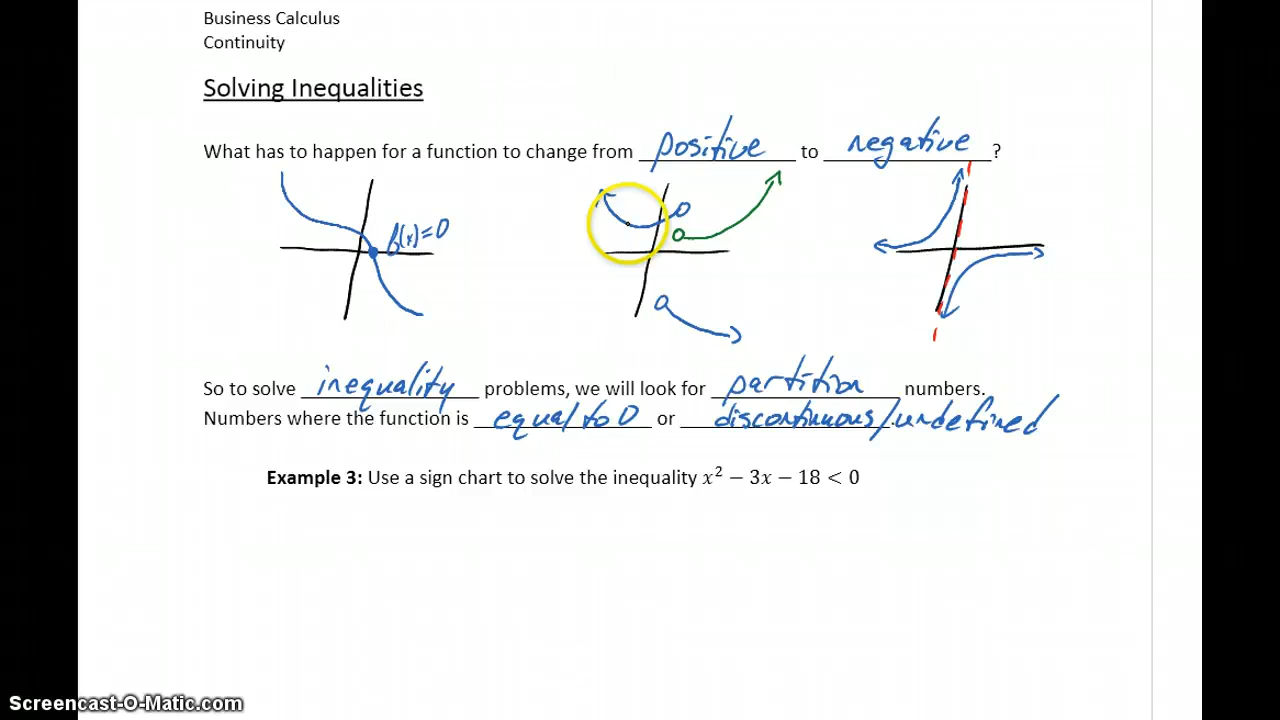 Business Calculus
Continuity
Solving Inequalities
What has to happen for a function to change from positive to negative?
f(x)=0
So to solve inequality problems, we will look for partition numbers.
Numbers where the function is equal to 0 or discontinuous/undefined.
Example 3: Use a sign chart to solve the inequality x² − 3x − 18 < 0
Screencast-O-Matic.com